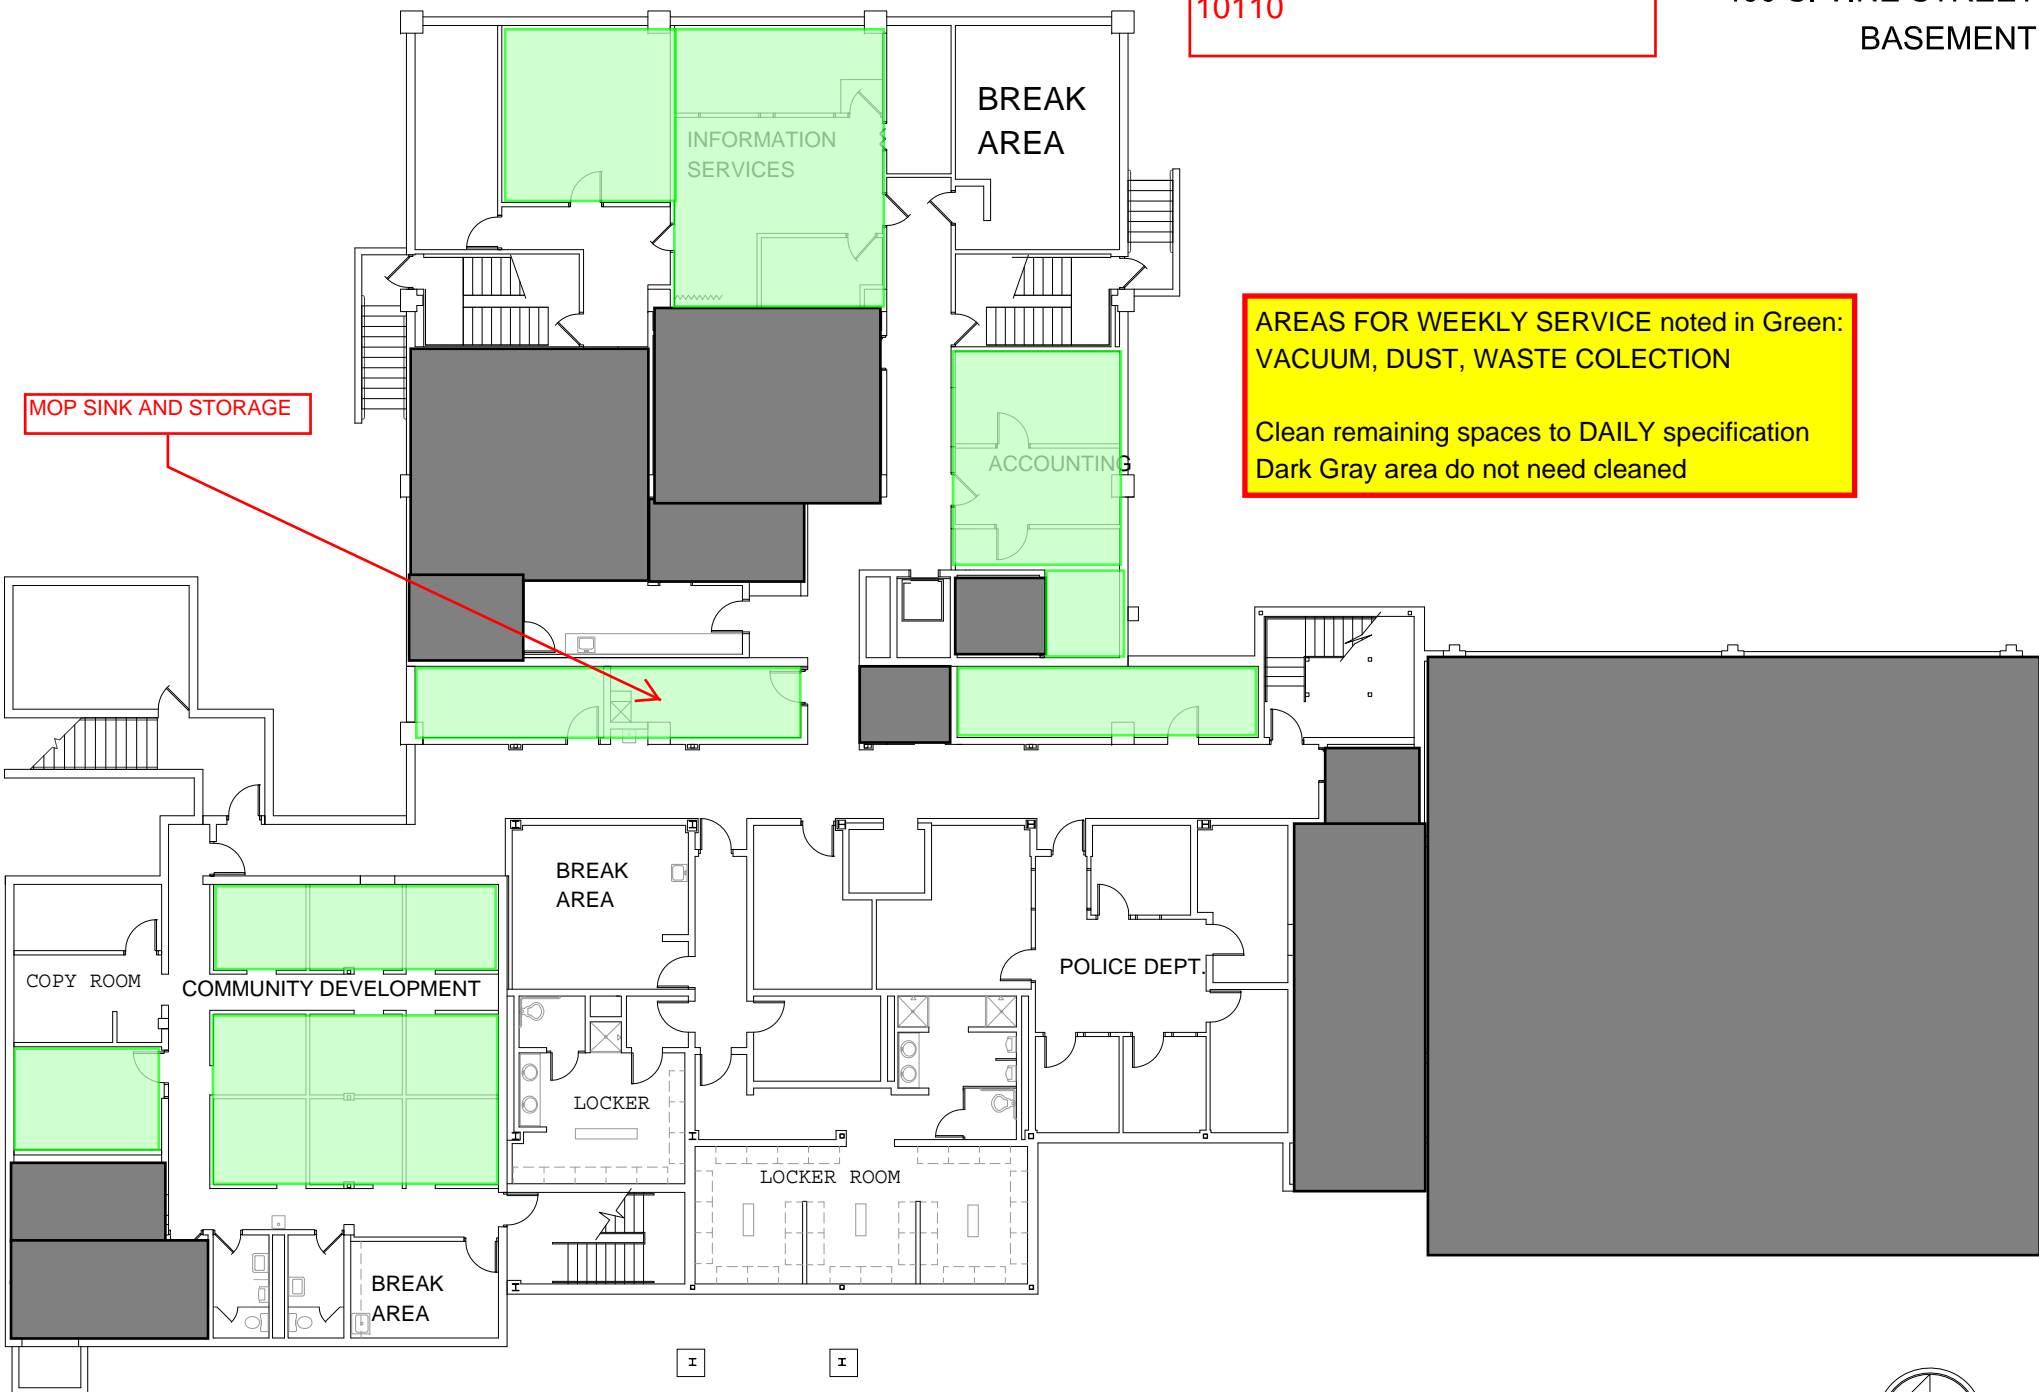 10110
BASEMENT
BREAK
AREA
INFORMATION
SERVICES
AREAS FOR WEEKLY SERVICE noted in Green:
VACUUM, DUST, WASTE COLECTION
Clean remaining spaces to DAILY specification
Dark Gray area do not need cleaned
MOP SINK AND STORAGE
ACCOUNTING
BREAK
AREA
POLICE DEPT.
COPY ROOM
COMMUNITY DEVELOPMENT
LOCKER
LOCKER ROOM
BREAK
AREA